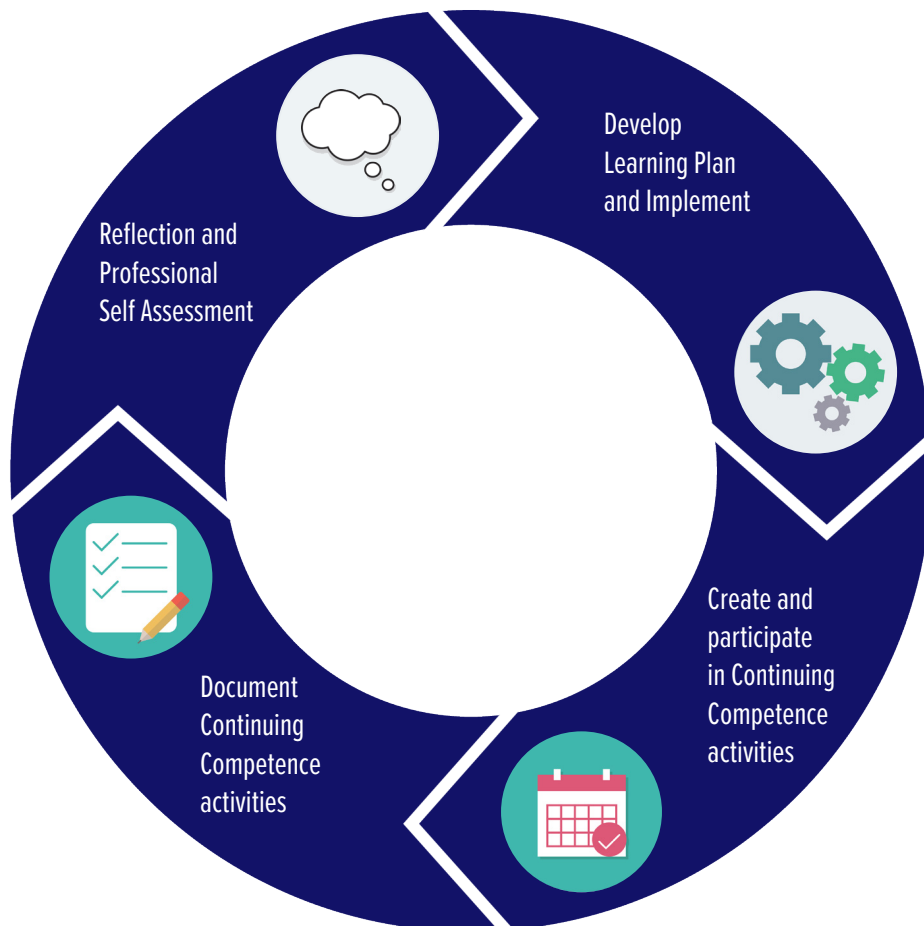 Reflection and
Professional
Self Assessment
Develop
Learning Plan
and Implement
Create and
participate
in Continuing
Competence
activities
Document
Continuing
Competence
activities